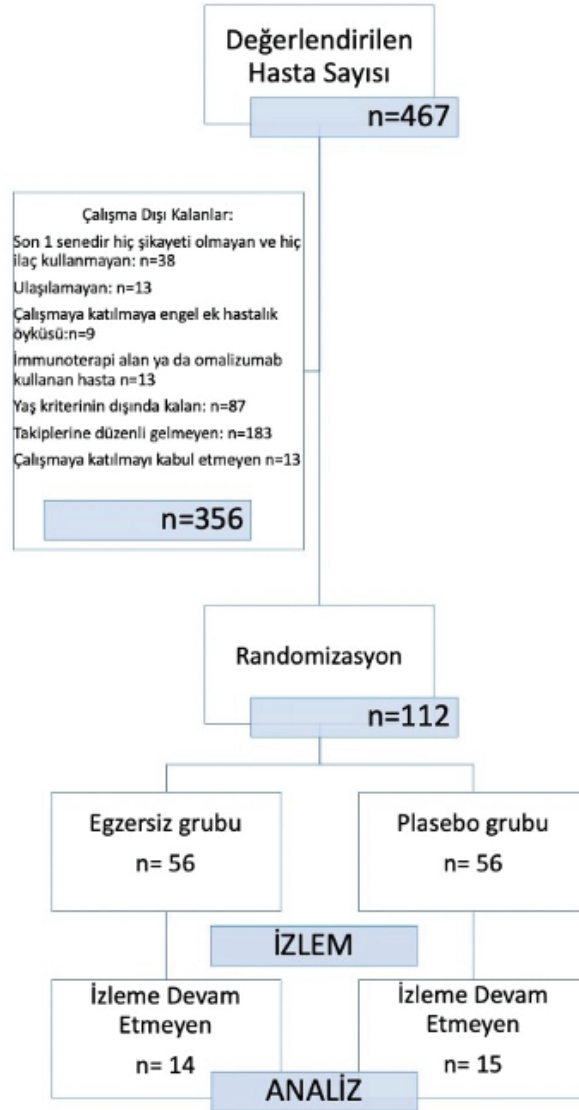 Değerlendirilen
Hasta Sayısı
n=467
Çalışma Dışı Kalanlar:
Son 1 senedir hiç şikayeti olmayan ve hiç
ilaç kullanmayan: n=38
Ulaşılamayan: n=13
Çalışmaya katılmaya engel ek hastalık
öyküsü:n=9
İmmunoterapi alan ya da omalizumab
kullanan hasta n=13
Yaş kriterinin dışında kalan: n=87
Takiplerine düzenli gelmeyen: n=183
Çalışmaya katılmayı kabul etmeyen n=13
n=356
Randomizasyon
n=112
Egzersiz grubu
n= 56
Plasebo grubu
n= 56
İZLEM
İzleme Devam
Etmeyen
n= 14
İzleme Devam
Etmeyen
n= 15
ANALİZ